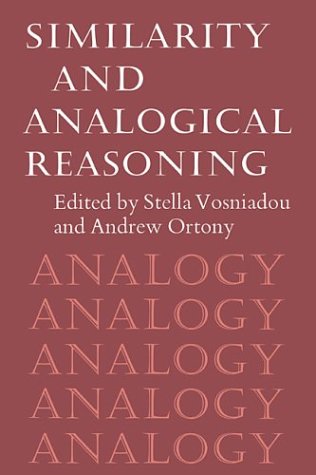 SIMILARITY
AND
ANALOGICAL
REASONING
Edited by Stella Vosniadou
and Andrew Ortony
ANALOGY
ANALOGY
ANALOGY
ANALOGY
ANALOGY